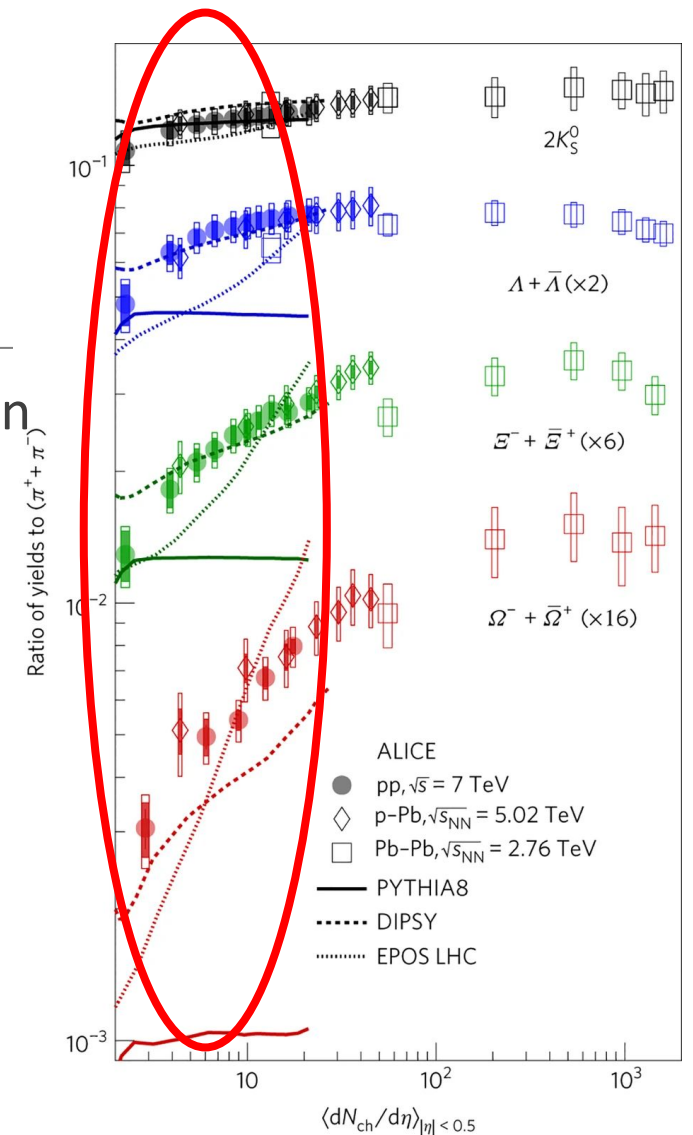 n
Ratio of yields to (π⁺+ π⁻)
10⁻¹
10⁻²
10⁻³
2K⁰_S
Λ + Λ̅ (×2)
Ξ⁻ + Ξ̅⁺ (×6)
Ω⁻ + Ω̅⁺ (×16)
ALICE
pp, √s = 7 TeV
p–Pb, √s_NN = 5.02 TeV
Pb–Pb, √s_NN = 2.76 TeV
PYTHIA8
DIPSY
EPOS LHC
10 10² 10³
⟨dN_ch/dη⟩_|η| < 0.5